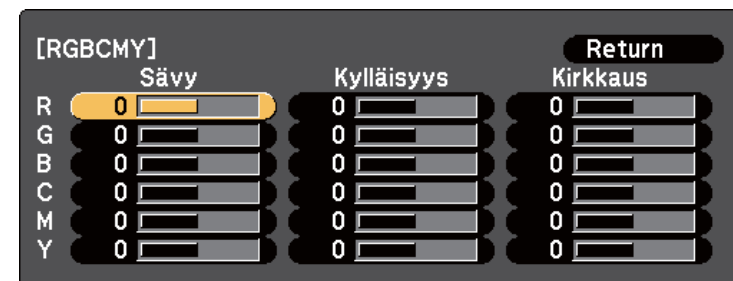 [RGBCMY] Return
Sävy Kylläisyys Kirkkaus
R 0 0 0
G 0 0 0
B 0 0 0
C 0 0 0
M 0 0 0
Y 0 0 0